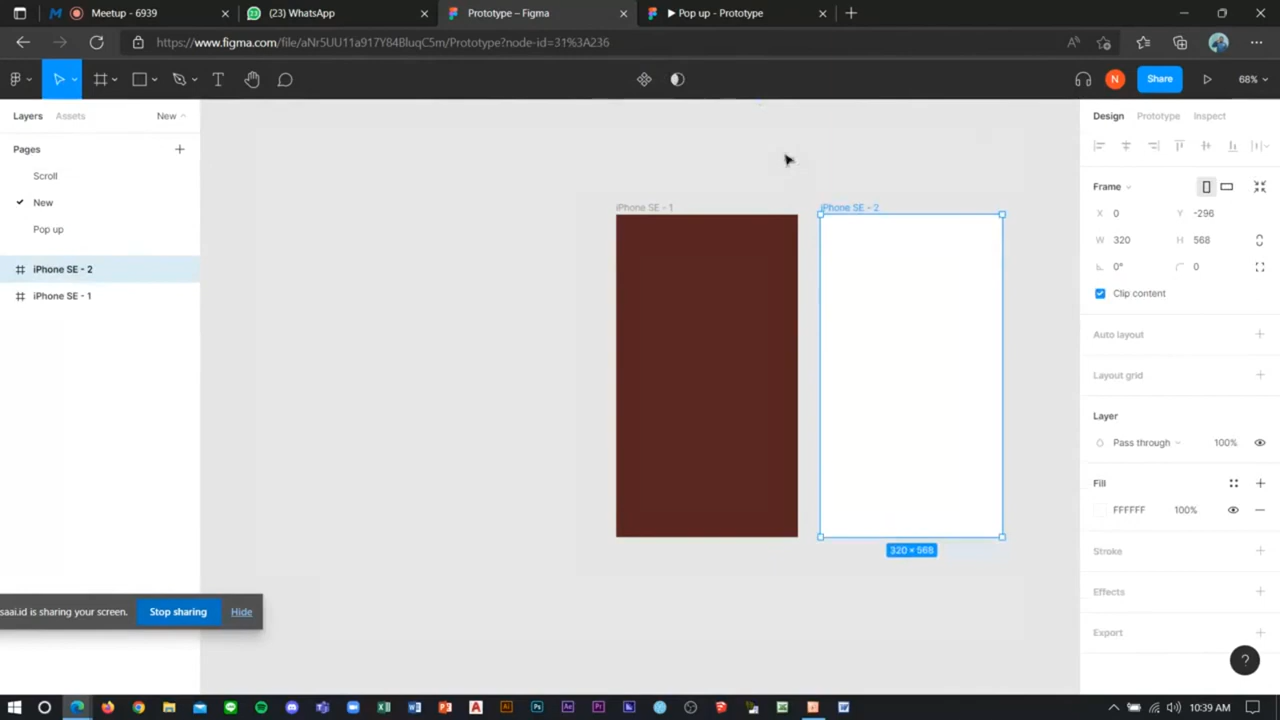 Meetup - 6939
(23) WhatsApp
Prototype – Figma
Pop up - Prototype
https://www.figma.com/file/aNr5UU11a917Y84BluqC5m/Prototype?node-id=31%3A236
N
Share
68%
Layers
Assets
New
Design
Prototype
Inspect
Pages
Scroll
New
Pop up
iPhone SE - 2
iPhone SE - 1
iPhone SE - 1
iPhone SE - 2
320 × 568
Frame
X 0
Y -296
W 320
H 568
0°
0
Clip content
Auto layout
Layout grid
Layer
Pass through
100%
Fill
FFFFFF
100%
Stroke
Effects
Export
?
saai.id is sharing your screen.
Stop sharing
Hide
10:39 AM